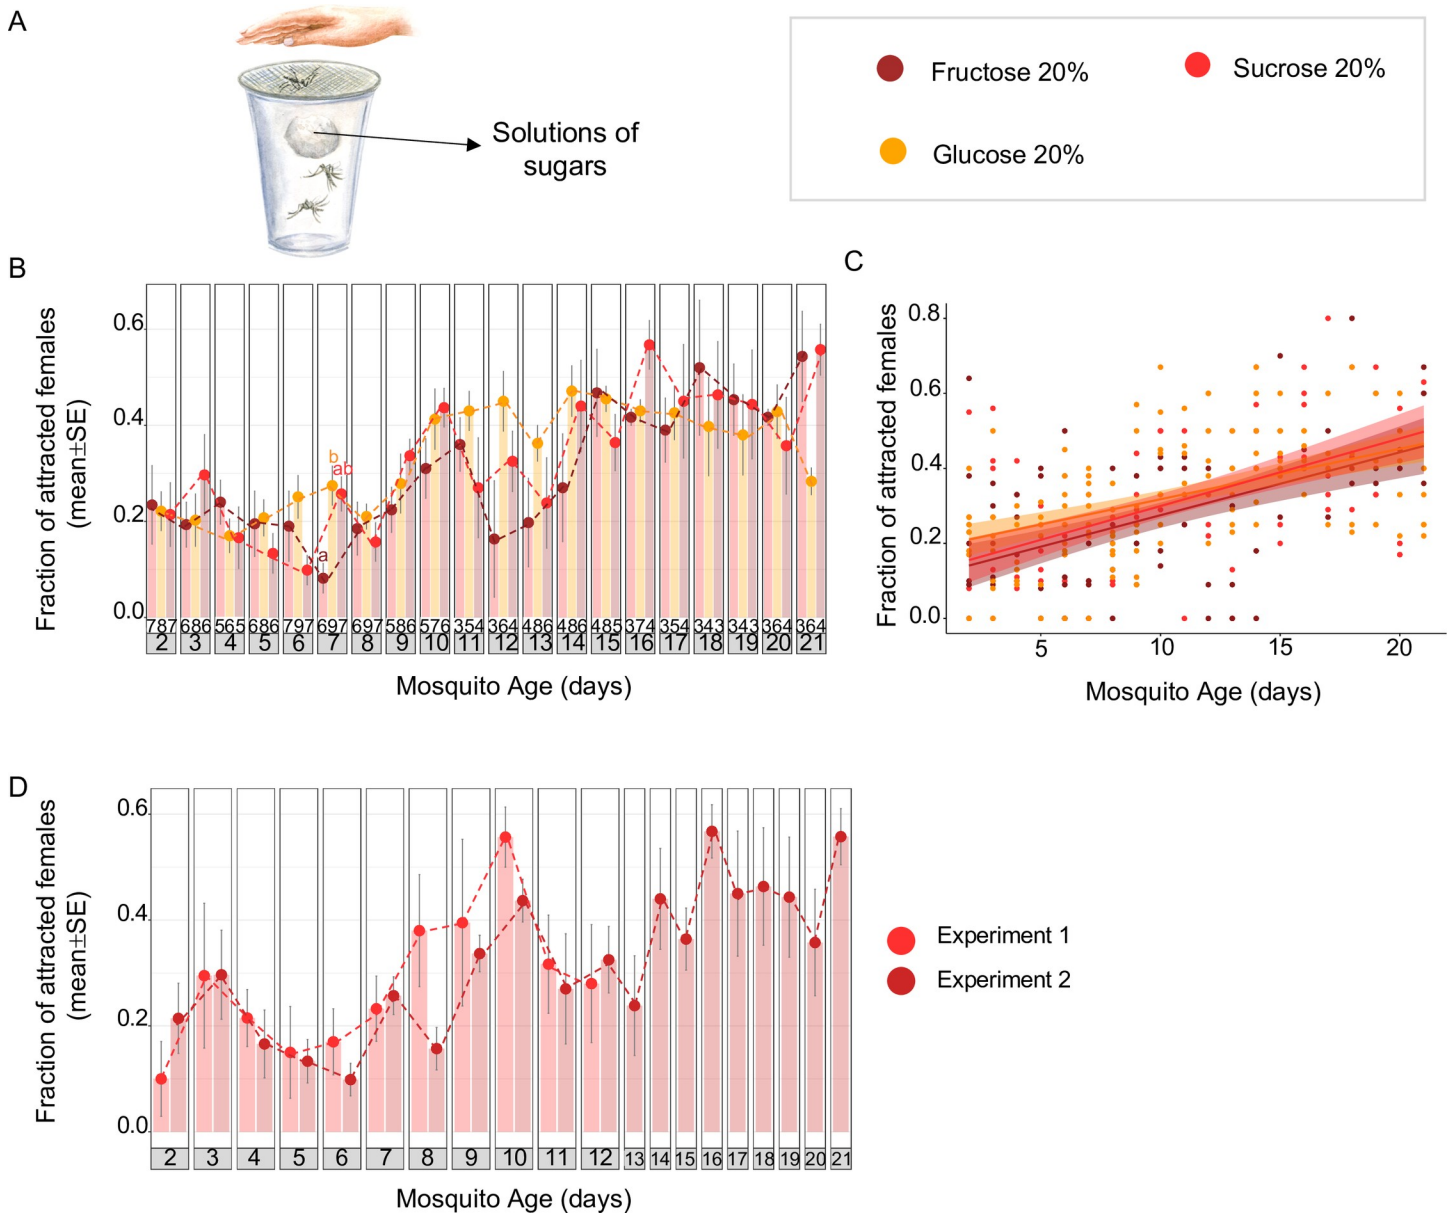 A
Solutions of
sugars
Fructose 20%
Sucrose 20%
Glucose 20%
B
Fraction of attracted females
(mean±SE)
0.6
0.4
0.2
0.0
b
ab
a
787 686 565 686 797 697 697 586 576 354 364 486 486 485 374 354 343 343 364 364
2 3 4 5 6 7 8 9 10 11 12 13 14 15 16 17 18 19 20 21
Mosquito Age (days)
C
Fraction of attracted females
0.8
0.6
0.4
0.2
0.0
5 10 15 20
Mosquito Age (days)
D
Fraction of attracted females
(mean±SE)
0.6
0.4
0.2
0.0
2 3 4 5 6 7 8 9 10 11 12 13 14 15 16 17 18 19 20 21
Mosquito Age (days)
Experiment 1
Experiment 2